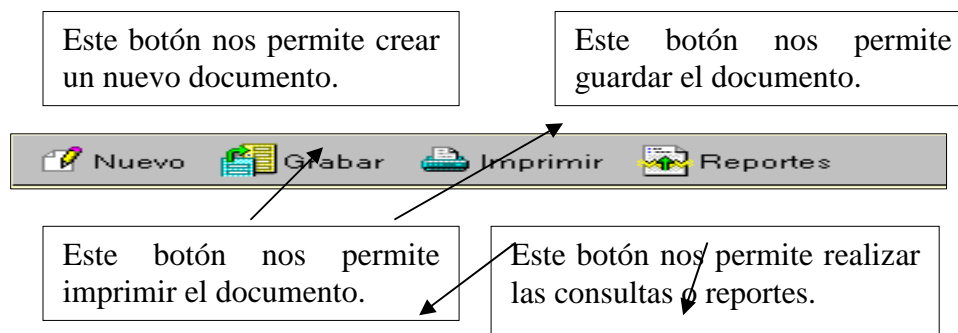 Este botón nos permite crear
un nuevo documento.
Este botón nos permite
guardar el documento.
Nuevo Grabar Imprimir Reportes
Este botón nos permite
imprimir el documento.
Este botón nos permite realizar
las consultas o reportes.